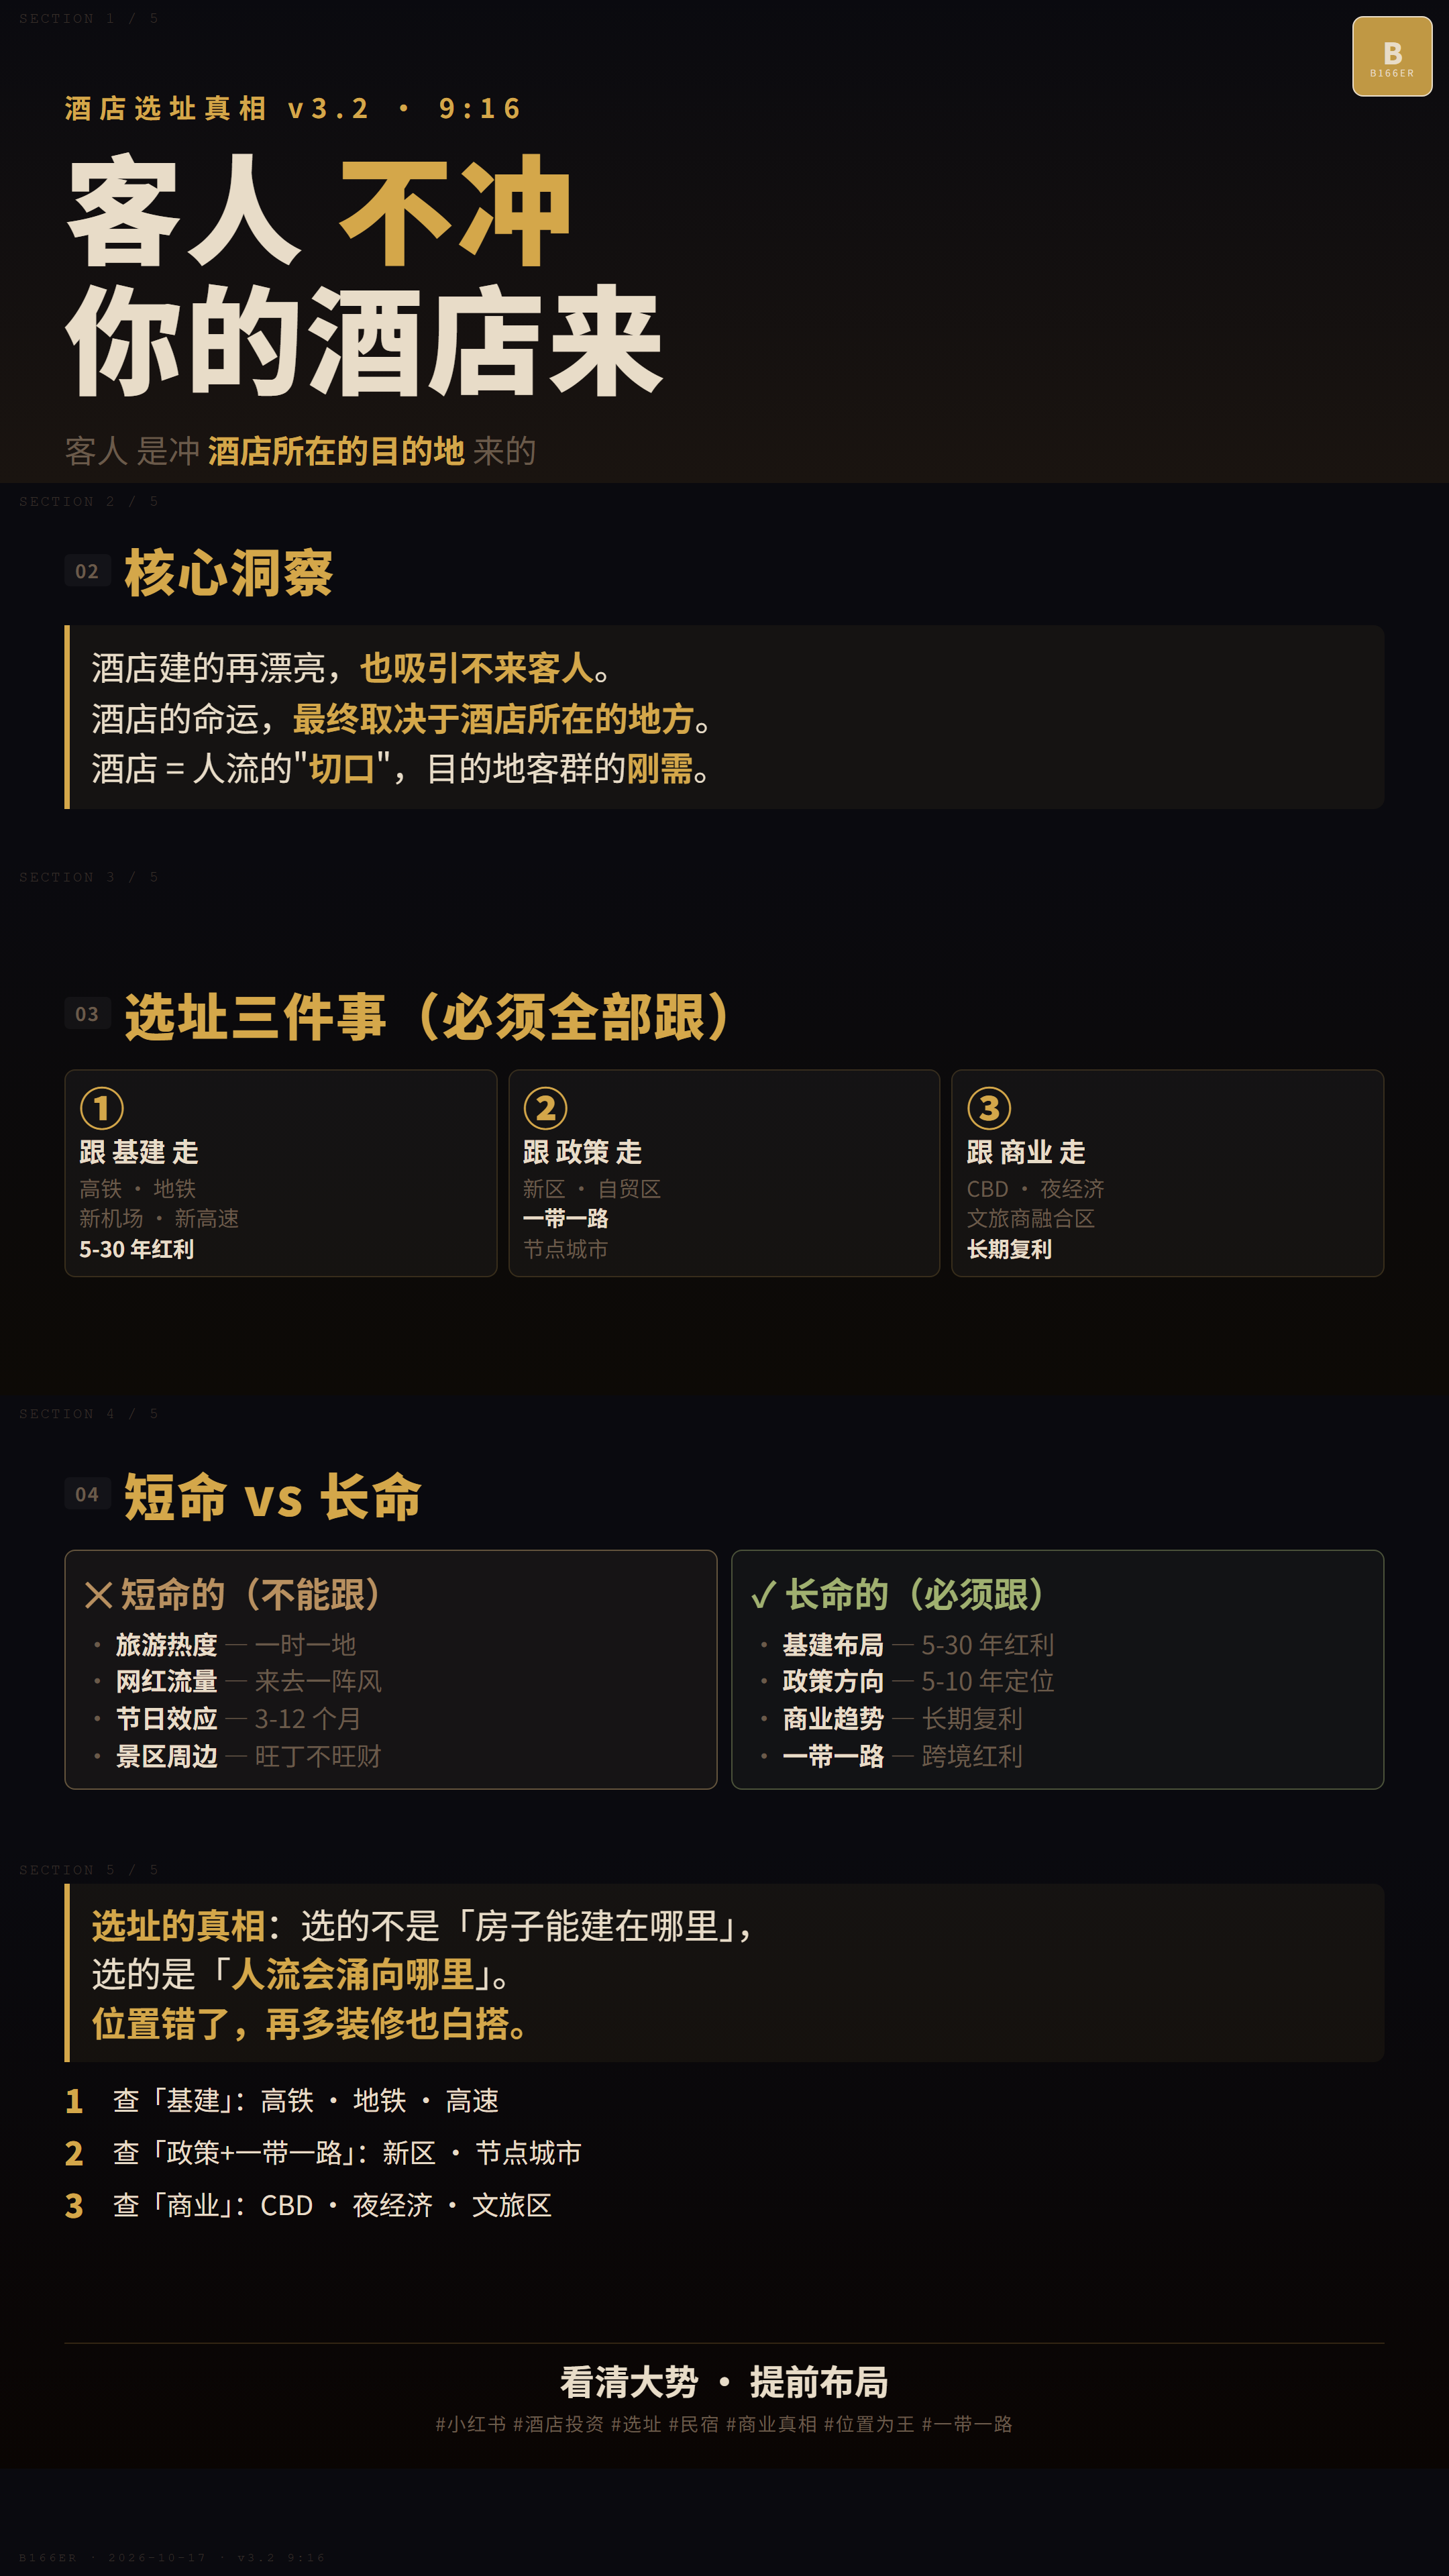 SECTION 1 / 5
B
B166ER
酒店选址真相 v3.2 · 9:16
客人 不冲
你的酒店来
客人 是冲 酒店所在的目的地 来的
SECTION 2 / 5
02 核心洞察
酒店建的再漂亮，也吸引不来客人。
酒店的命运，最终取决于酒店所在的地方。
酒店 = 人流的"切口"，目的地客群的刚需。
SECTION 3 / 5
03 选址三件事（必须全部跟）
①
跟 基建 走
高铁 · 地铁
新机场 · 新高速
5-30 年红利
②
跟 政策 走
新区 · 自贸区
一带一路
节点城市
③
跟 商业 走
CBD · 夜经济
文旅商融合区
长期复利
SECTION 4 / 5
04 短命 vs 长命
✕ 短命的（不能跟）
· 旅游热度 — 一时一地
· 网红流量 — 来去一阵风
· 节日效应 — 3-12 个月
· 景区周边 — 旺丁不旺财
✓ 长命的（必须跟）
· 基建布局 — 5-30 年红利
· 政策方向 — 5-10 年定位
· 商业趋势 — 长期复利
· 一带一路 — 跨境红利
SECTION 5 / 5
选址的真相：选的不是「房子能建在哪里」，
选的是「人流会涌向哪里」。
位置错了，再多装修也白搭。
1 查「基建」：高铁 · 地铁 · 高速
2 查「政策+一带一路」：新区 · 节点城市
3 查「商业」：CBD · 夜经济 · 文旅区
看清大势 · 提前布局
#小红书 #酒店投资 #选址 #民宿 #商业真相 #位置为王 #一带一路
B166ER · 2026-10-17 · v3.2 9:16